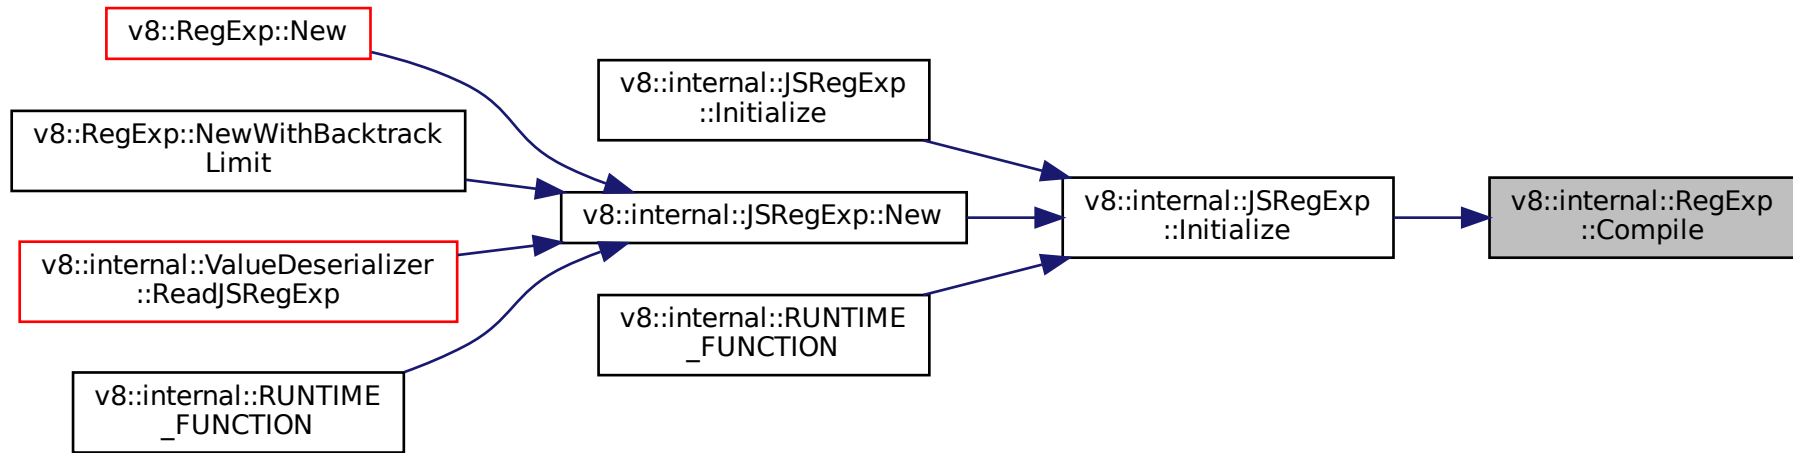 v8::RegExp::New
v8::RegExp::NewWithBacktrack
Limit
v8::internal::ValueDeserializer
::ReadJSRegExp
v8::internal::RUNTIME
_FUNCTION
v8::internal::JSRegExp
::Initialize
v8::internal::JSRegExp::New
v8::internal::RUNTIME
_FUNCTION
v8::internal::JSRegExp
::Initialize
v8::internal::RegExp
::Compile